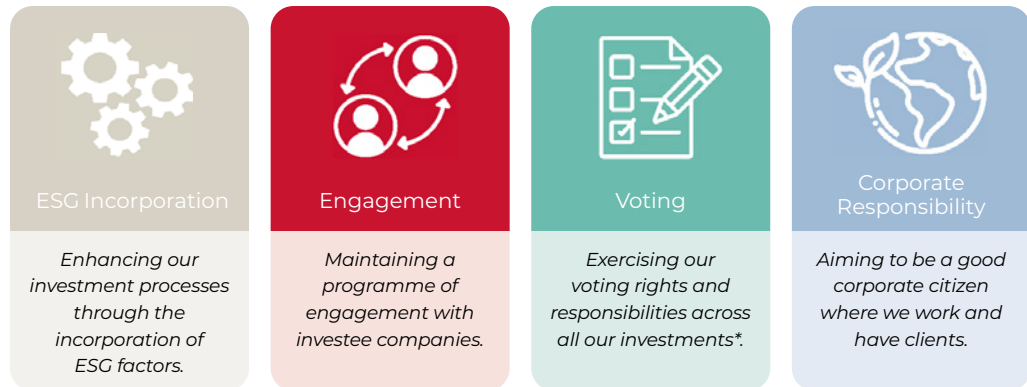 ESG Incorporation
Enhancing our
investment processes
through the
incorporation of
ESG factors.
Engagement
Maintaining a
programme of
engagement with
investee companies.
Voting
Exercising our
voting rights and
responsibilities across
all our investments*.
Corporate
Responsibility
Aiming to be a good
corporate citizen
where we work and
have clients.